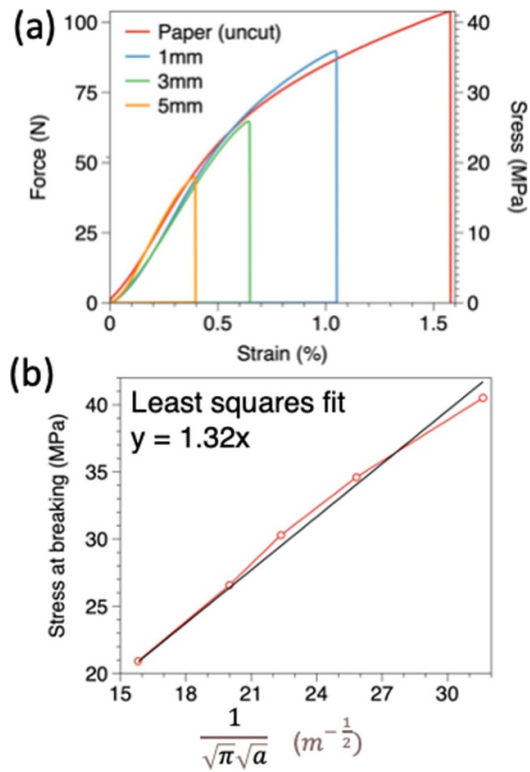 (a)
100
75
50
25
0
Force (N)
Paper (uncut)
1mm
3mm
5mm
40
30
20
10
0
Sress (MPa)
0 0.5 1.0 1.5
Strain (%)
(b)
Least squares fit
y = 1.32x
40
35
30
25
20
Stress at breaking (MPa)
15 18 21 24 27 30
1/(√π√a) (m^(-1/2))